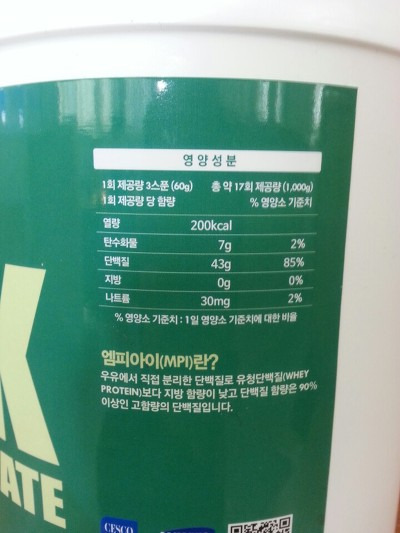 영양성분
1회 제공량 3스푼 (60g) 총 약 17회 제공량 (1,000g)
1회 제공량 당 함량 % 영양소 기준치
열량 200kcal
탄수화물 7g 2%
단백질 43g 85%
지방 0g 0%
나트륨 30mg 2%
% 영양소 기준치 : 1일 영양소 기준치에 대한 비율
엠피아이(MPI)란?
우유에서 직접 분리한 단백질로 유청단백질(WHEY
PROTEIN)보다 지방 함량이 낮고 단백질 함량은 90%
이상인 고함량의 단백질입니다.
K
ATE
CESCO